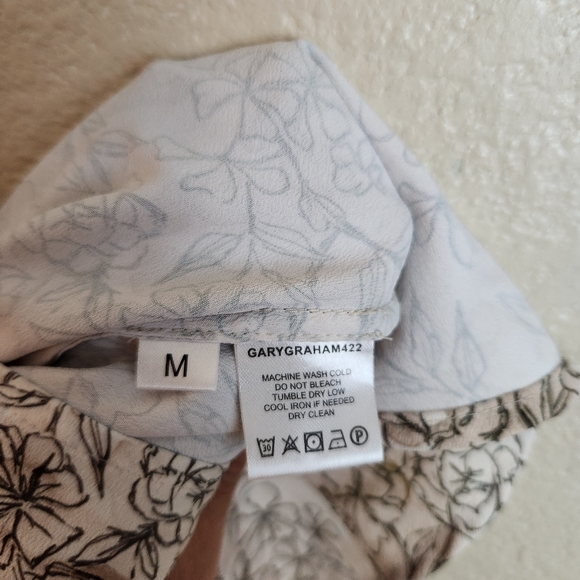 M
GARYGRAHAM422
MACHINE WASH COLD
DO NOT BLEACH
TUMBLE DRY LOW
COOL IRON IF NEEDED
DRY CLEAN
30
P